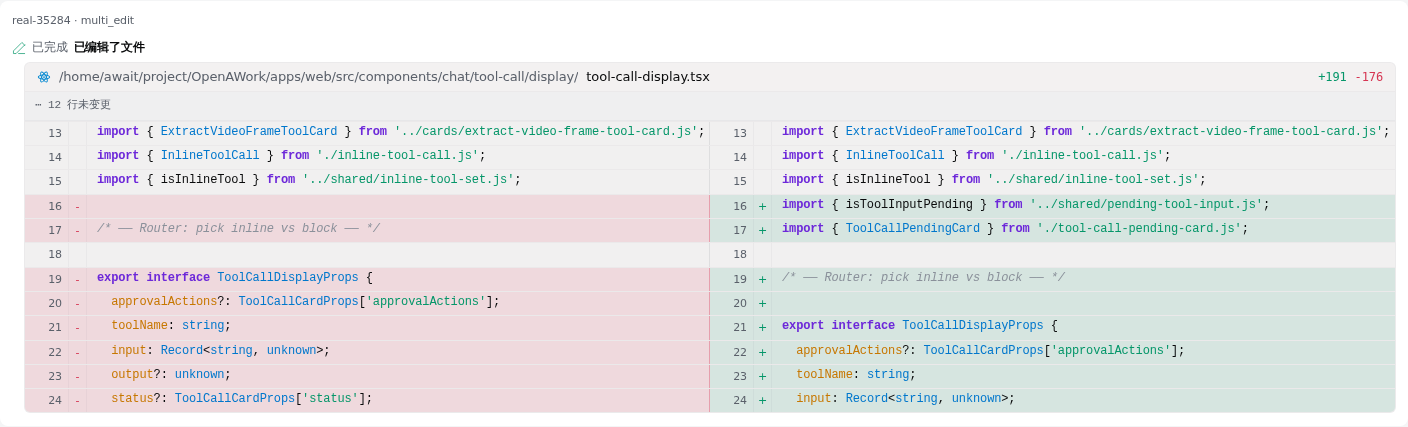 real-35284 · multi_edit
已完成 已编辑了文件
/home/await/project/OpenAWork/apps/web/src/components/chat/tool-call/display/ tool-call-display.tsx +191 -176
⋯ 12 行未变更
13 import { ExtractVideoFrameToolCard } from '../cards/extract-video-frame-tool-card.js'; 13 import { ExtractVideoFrameToolCard } from '../cards/extract-video-frame-tool-card.js';
14 import { InlineToolCall } from './inline-tool-call.js'; 14 import { InlineToolCall } from './inline-tool-call.js';
15 import { isInlineTool } from '../shared/inline-tool-set.js'; 15 import { isInlineTool } from '../shared/inline-tool-set.js';
16 - 16 + import { isToolInputPending } from '../shared/pending-tool-input.js';
17 - /* —— Router: pick inline vs block —— */ 17 + import { ToolCallPendingCard } from './tool-call-pending-card.js';
18 18
19 - export interface ToolCallDisplayProps { 19 + /* —— Router: pick inline vs block —— */
20 - approvalActions?: ToolCallCardProps['approvalActions']; 20 +
21 - toolName: string; 21 + export interface ToolCallDisplayProps {
22 - input: Record<string, unknown>; 22 + approvalActions?: ToolCallCardProps['approvalActions'];
23 - output?: unknown; 23 + toolName: string;
24 - status?: ToolCallCardProps['status']; 24 + input: Record<string, unknown>;